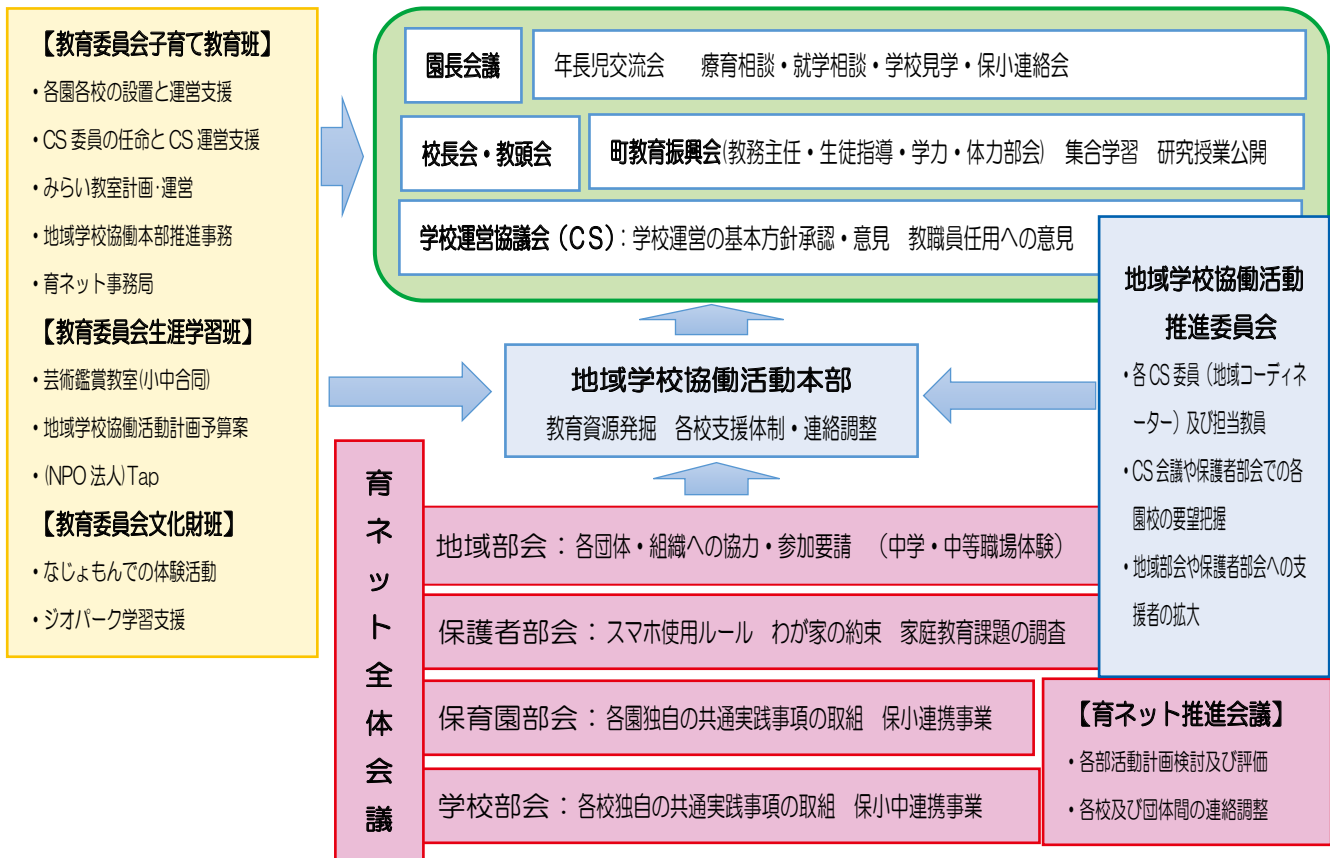 【教育委員会子育て教育班】
・各園各校の設置と運営支援
・CS委員の任命とCS運営支援
・みらい教室計画・運営
・地域学校協働本部推進事務
・育ネット事務局
【教育委員会生涯学習班】
・芸術鑑賞教室(小中合同)
・地域学校協働活動計画予算案
・(NPO法人)Tap
【教育委員会文化財班】
・なじょもんでの体験活動
・ジオパーク学習支援
園長会議
年長児交流会　療育相談・就学相談・学校見学・保小連絡会
校長会・教頭会
町教育振興会(教務主任・生徒指導・学力・体力部会)　集合学習　研究授業公開
学校運営協議会（CS）：学校運営の基本方針承認・意見　教職員任用への意見
地域学校協働活動本部
教育資源発掘　各校支援体制・連絡調整
地域学校協働活動
推進委員会
・各CS委員（地域コーディネ
ーター）及び担当教員
・CS会議や保護者部会での各
園校の要望把握
・地域部会や保護者部会への支
援者の拡大
育ネット全体会議
地域部会：各団体・組織への協力・参加要請　（中学・中等職場体験）
保護者部会：スマホ使用ルール　わが家の約束　家庭教育課題の調査
保育園部会：各園独自の共通実践事項の取組　保小連携事業
学校部会：各校独自の共通実践事項の取組　保小中連携事業
【育ネット推進会議】
・各部活動計画検討及び評価
・各校及び団体間の連絡調整